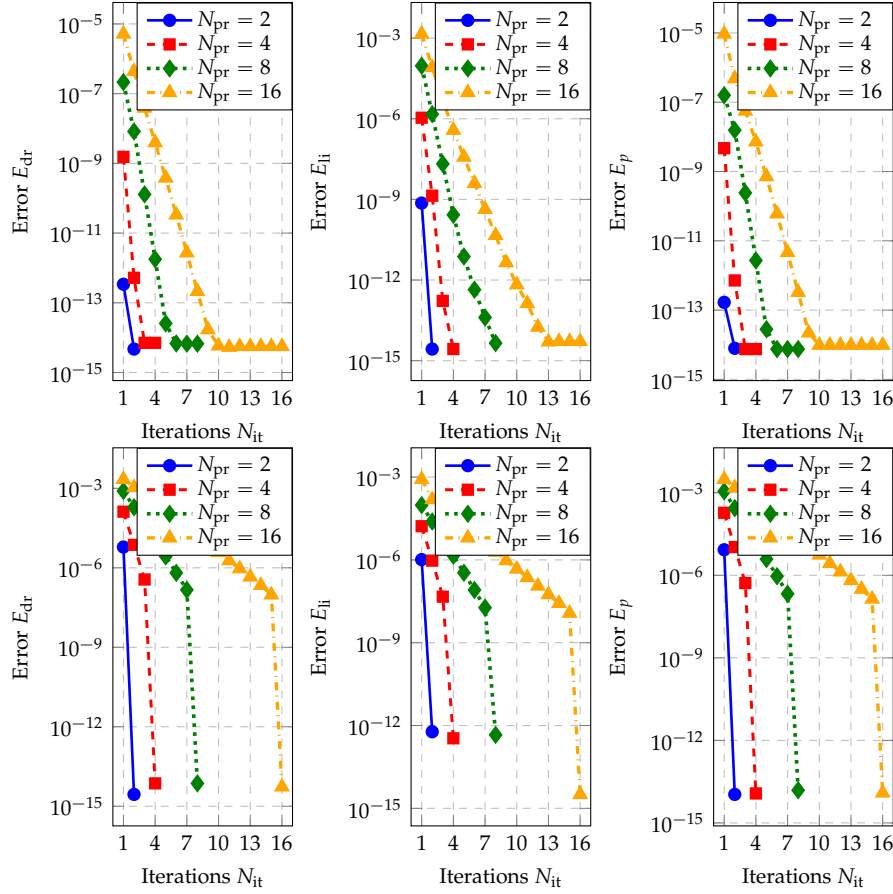 10^−5
10^−7
10^−9
10^−11
10^−13
10^−15
Error E_dr
N_pr = 2
N_pr = 4
N_pr = 8
N_pr = 16
1 4 7 10 13 16
Iterations N_it
10^−3
10^−6
10^−9
10^−12
10^−15
Error E_li
N_pr = 2
N_pr = 4
N_pr = 8
N_pr = 16
1 4 7 10 13 16
Iterations N_it
10^−5
10^−7
10^−9
10^−11
10^−13
10^−15
Error E_p
N_pr = 2
N_pr = 4
N_pr = 8
N_pr = 16
1 4 7 10 13 16
Iterations N_it
10^−3
10^−6
10^−9
10^−12
10^−15
Error E_dr
N_pr = 2
N_pr = 4
N_pr = 8
N_pr = 16
1 4 7 10 13 16
Iterations N_it
10^−3
10^−6
10^−9
10^−12
10^−15
Error E_li
N_pr = 2
N_pr = 4
N_pr = 8
N_pr = 16
1 4 7 10 13 16
Iterations N_it
10^−3
10^−6
10^−9
10^−12
10^−15
Error E_p
N_pr = 2
N_pr = 4
N_pr = 8
N_pr = 16
1 4 7 10 13 16
Iterations N_it